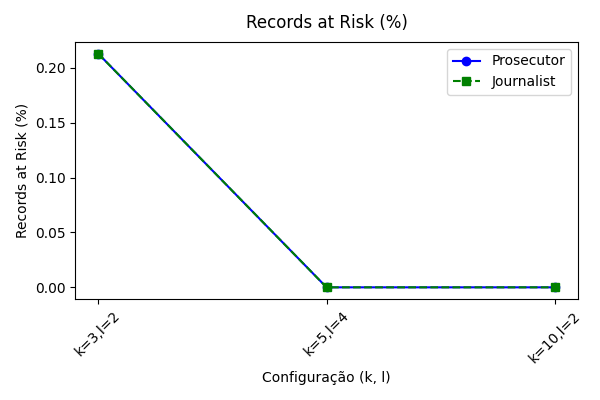 Records at Risk (%)
Prosecutor
Journalist
Records at Risk (%)
0.20
0.15
0.10
0.05
0.00
k=3,l=2
k=5,l=4
k=10,l=2
Configuração (k, l)